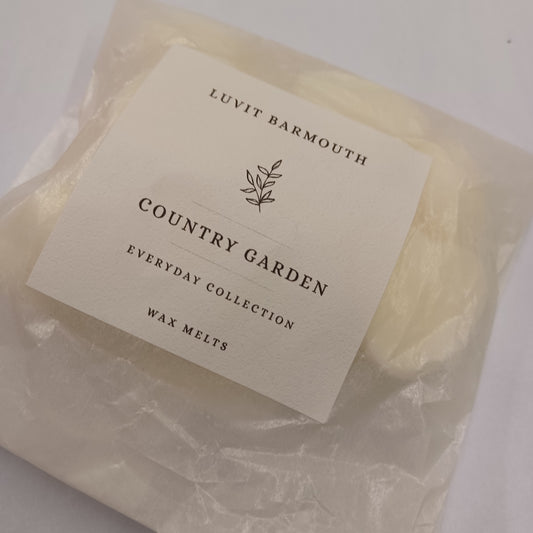 LUVIT BARMOUTH
COUNTRY GARDEN
EVERYDAY COLLECTION
WAX MELTS